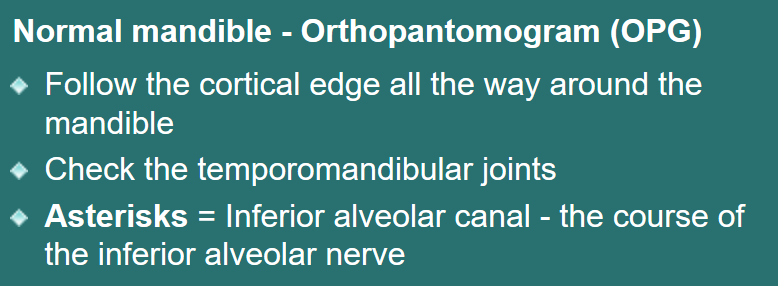 Normal mandible - Orthopantomogram (OPG)
Follow the cortical edge all the way around the
mandible
Check the temporomandibular joints
Asterisks = Inferior alveolar canal - the course of
the inferior alveolar nerve